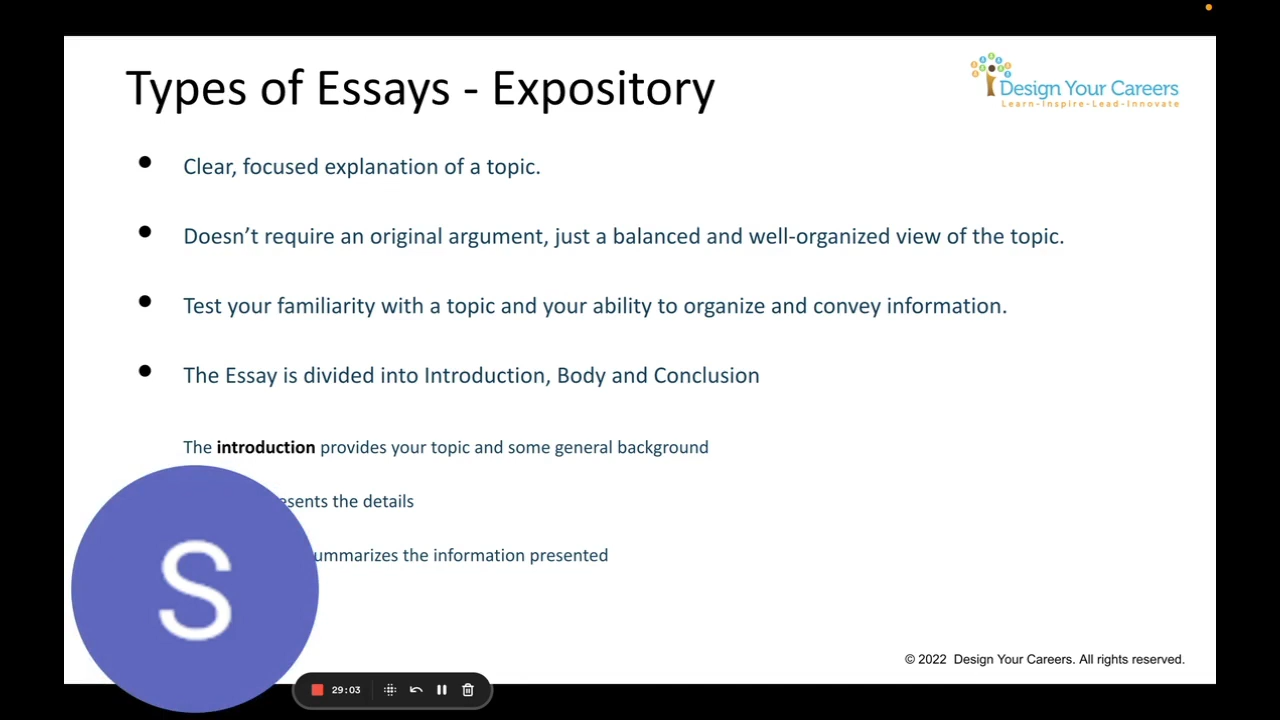 Types of Essays - Expository
Design Your Careers
Learn-Inspire-Lead-Innovate
Clear, focused explanation of a topic.
Doesn’t require an original argument, just a balanced and well-organized view of the topic.
Test your familiarity with a topic and your ability to organize and convey information.
The Essay is divided into Introduction, Body and Conclusion
The introduction provides your topic and some general background
the details
the information presented
S
© 2022 Design Your Careers. All rights reserved.
29:03